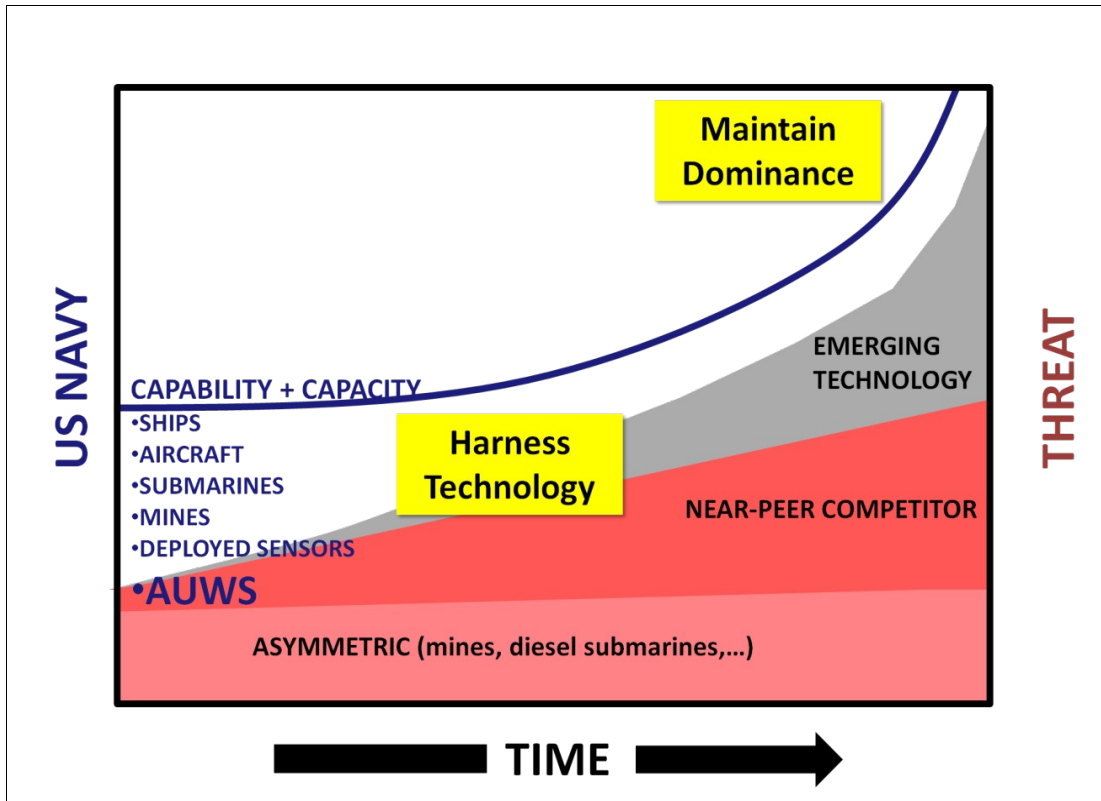 Maintain
Dominance
US NAVY
CAPABILITY + CAPACITY
•SHIPS
•AIRCRAFT
•SUBMARINES
•MINES
•DEPLOYED SENSORS
•AUWS
Harness
Technology
EMERGING
TECHNOLOGY
NEAR-PEER COMPETITOR
ASYMMETRIC (mines, diesel submarines,...)
THREAT
TIME